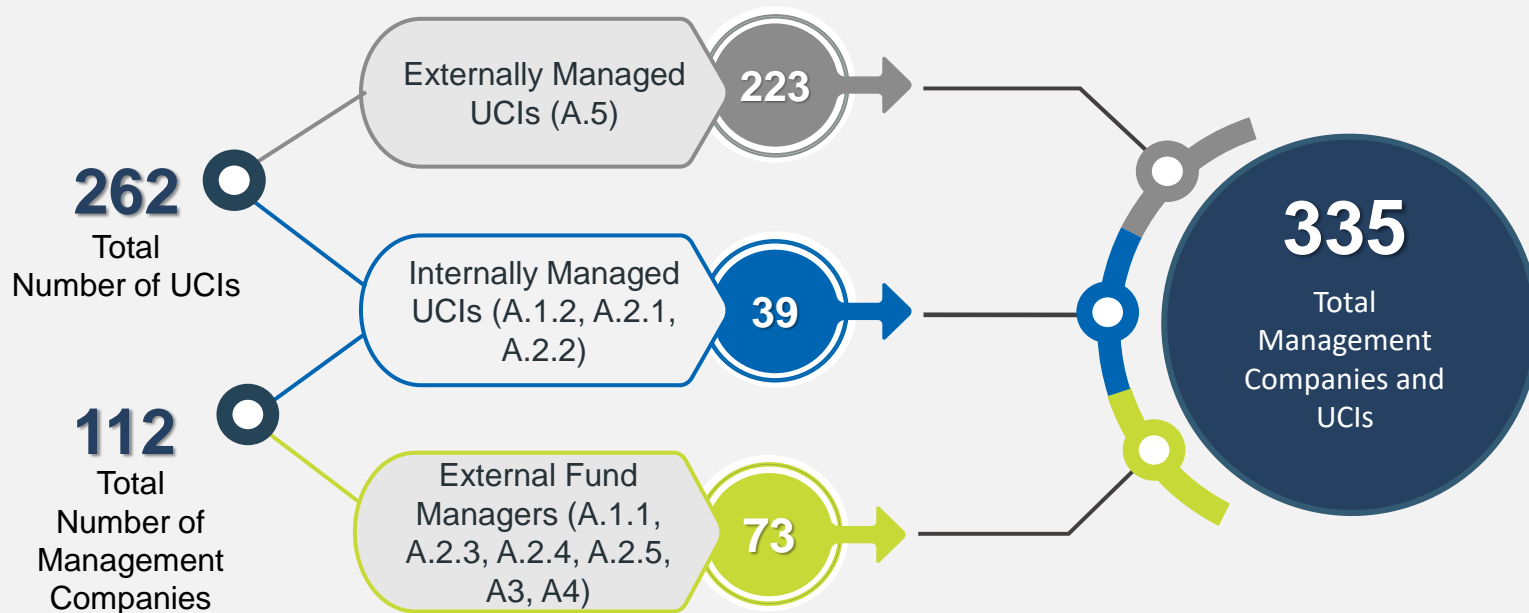 262
Total
Number of UCIs
112
Total
Number of
Management
Companies
Externally Managed
UCIs (A.5)
223
Internally Managed
UCIs (A.1.2, A.2.1,
A.2.2)
39
External Fund
Managers (A.1.1,
A.2.3, A.2.4, A.2.5,
A3, A4)
73
335
Total
Management
Companies and
UCIs